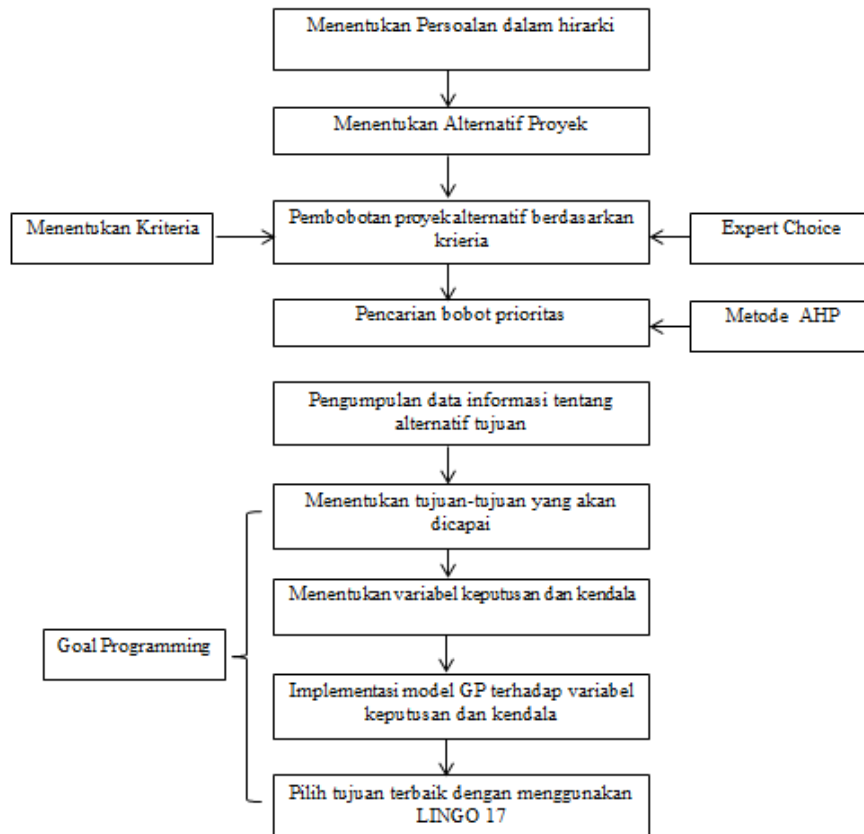 Menentukan Persoalan dalam hirarki
Menentukan Alternatif Proyek
Menentukan Kriteria
Pembobotan proyek alternatif berdasarkan
krieria
Expert Choice
Pencarian bobot prioritas
Metode AHP
Pengumpulan data informasi tentang
alternatif tujuan
Menentukan tujuan-tujuan yang akan
dicapai
Menentukan variabel keputusan dan kendala
Goal Programming
Implementasi model GP terhadap variabel
keputusan dan kendala
Pilih tujuan terbaik dengan menggunakan
LINGO 17